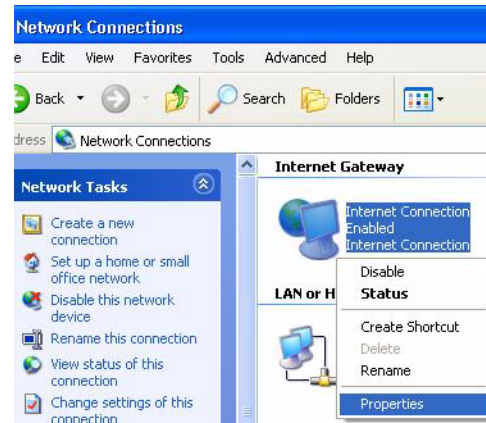 Network Connections
e Edit View Favorites Tools Advanced Help
Back Search Folders
dress Network Connections
Network Tasks
Create a new
connection
Set up a home or small
office network
Disable this network
device
Rename this connection
View status of this
connection
Change settings of this
connection
Internet Gateway
Internet Connection
Enabled
Internet Connection
LAN or H
Disable
Status
Create Shortcut
Delete
Rename
Properties